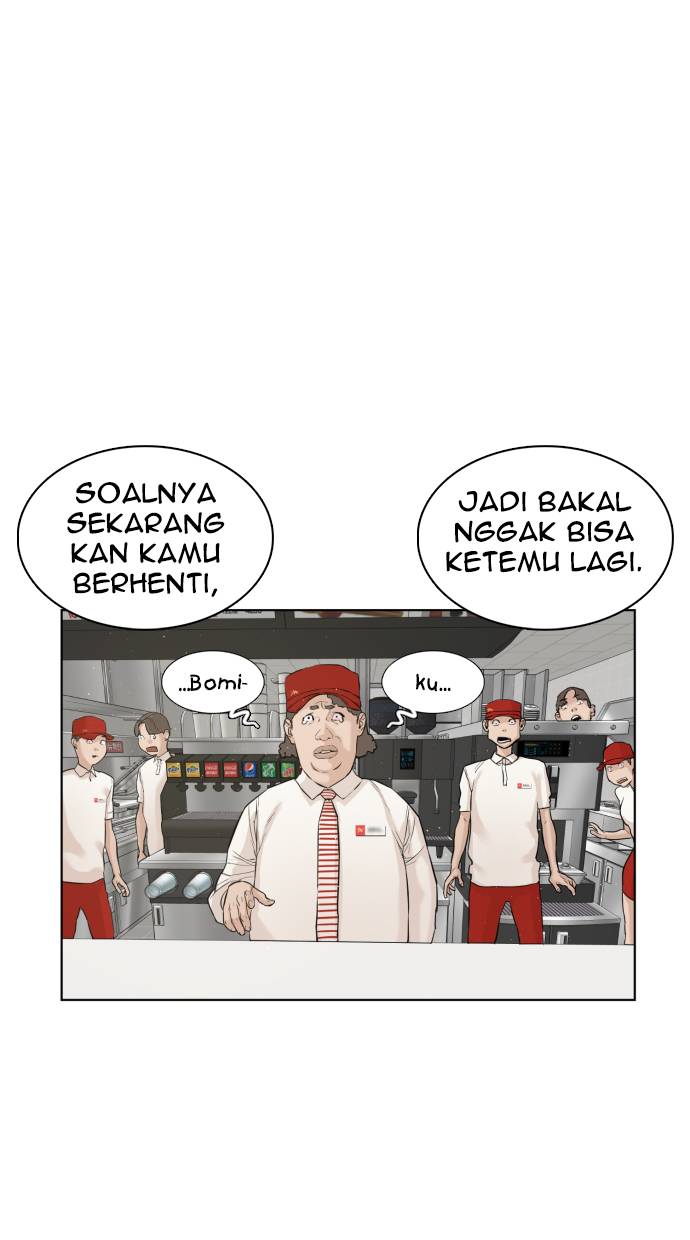 SOALNYA
SEKARANG
KAN KAMU
BERHENTI,
JADI BAKAL
NGGAK BISA
KETEMU LAGI.
...Bomi-
ku...